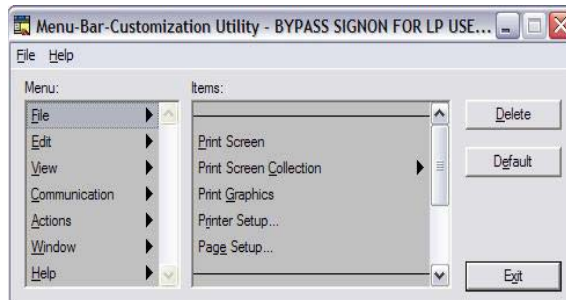 Menu-Bar-Customization Utility - BYPASS SIGNON FOR LP USE...
File Help
Menu:
File
Edit
View
Communication
Actions
Window
Help
Items:
Print Screen
Print Screen Collection
Print Graphics
Printer Setup...
Page Setup...
Delete
Default
Exit